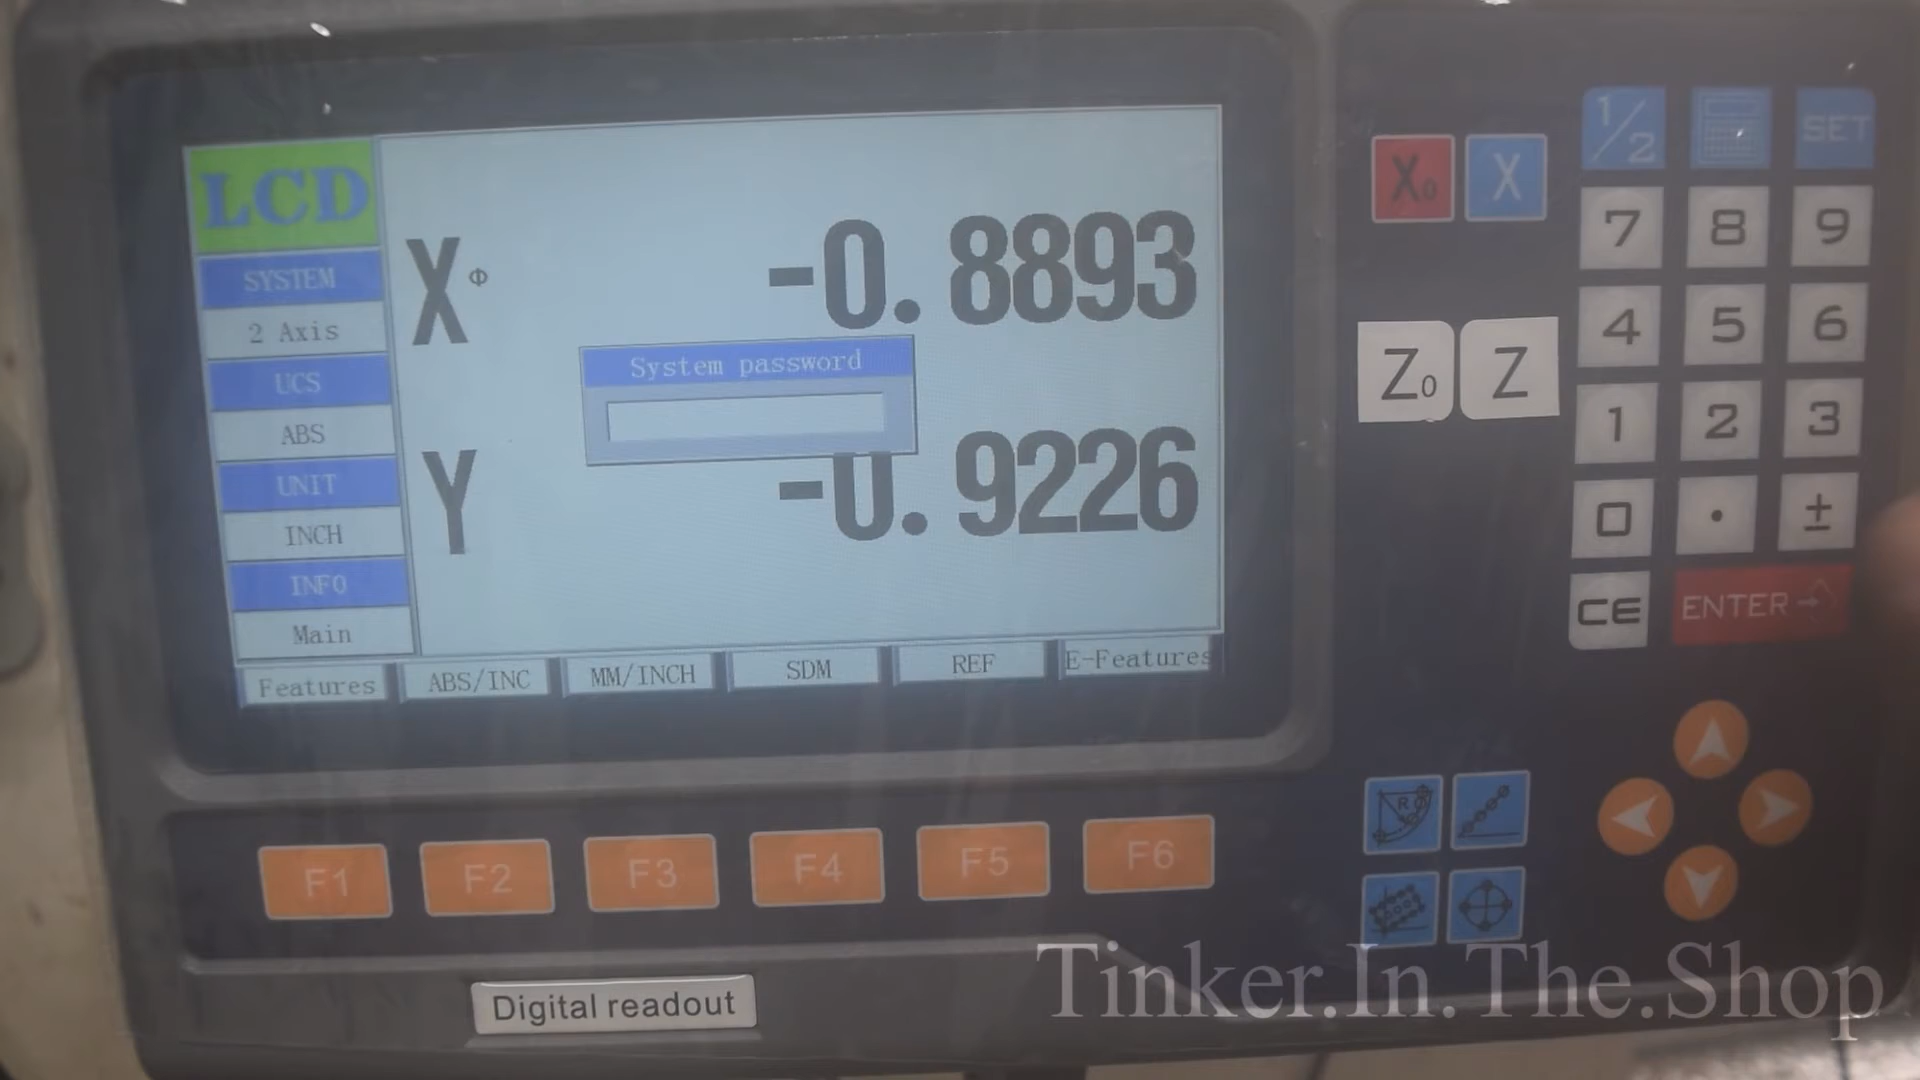 LCD
SYSTEM
2 Axis
UCS
ABS
UNIT
INCH
INFO
Main
X Φ -0.8893
System password
Y -0.9226
Features ABS/INC MM/INCH SDM REF E-Features
F1 F2 F3 F4 F5 F6
Digital readout
X0 X
Z0 Z
1/2 SET
7 8 9
4 5 6
1 2 3
0 . ±
CE ENTER
R
Tinker.In.The.Shop